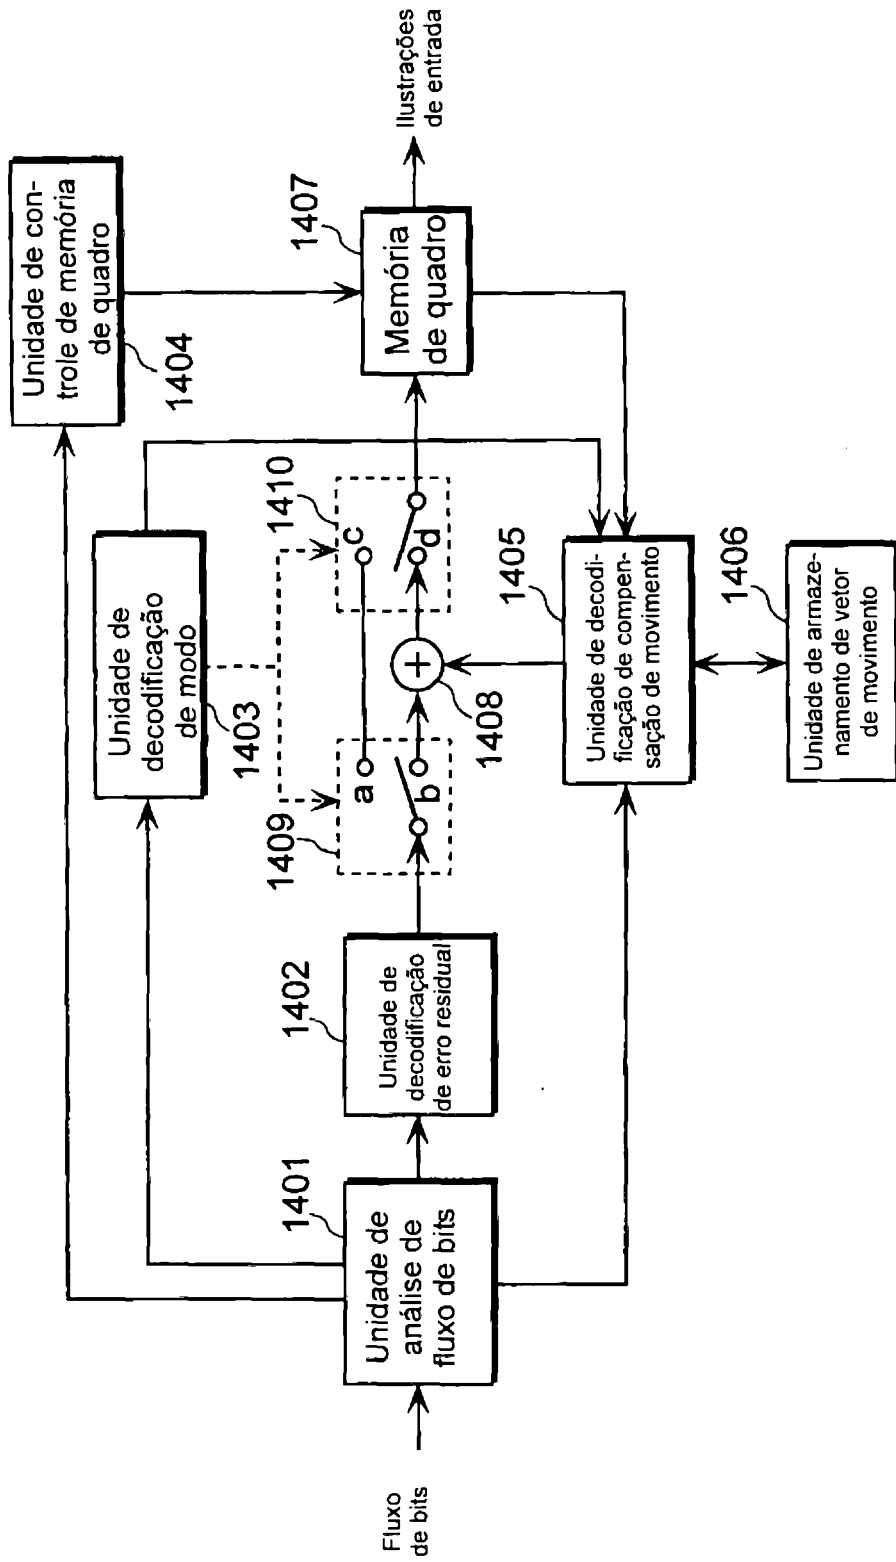 Fluxo
de bits
Unidade de
análise de
fluxo de bits
1401
Unidade de
decodificação
de erro residual
1402
Unidade de
decodificação
de modo
1403
Unidade de con-
trole de memória
de quadro
1404
1409
a
b
1408
1410
c
d
Memória
de quadro
1407
Ilustrações
de entrada
Unidade de decodi-
ficação de compen-
sação de movimento
1405
Unidade de armaze-
namento de vetor
de movimento
1406